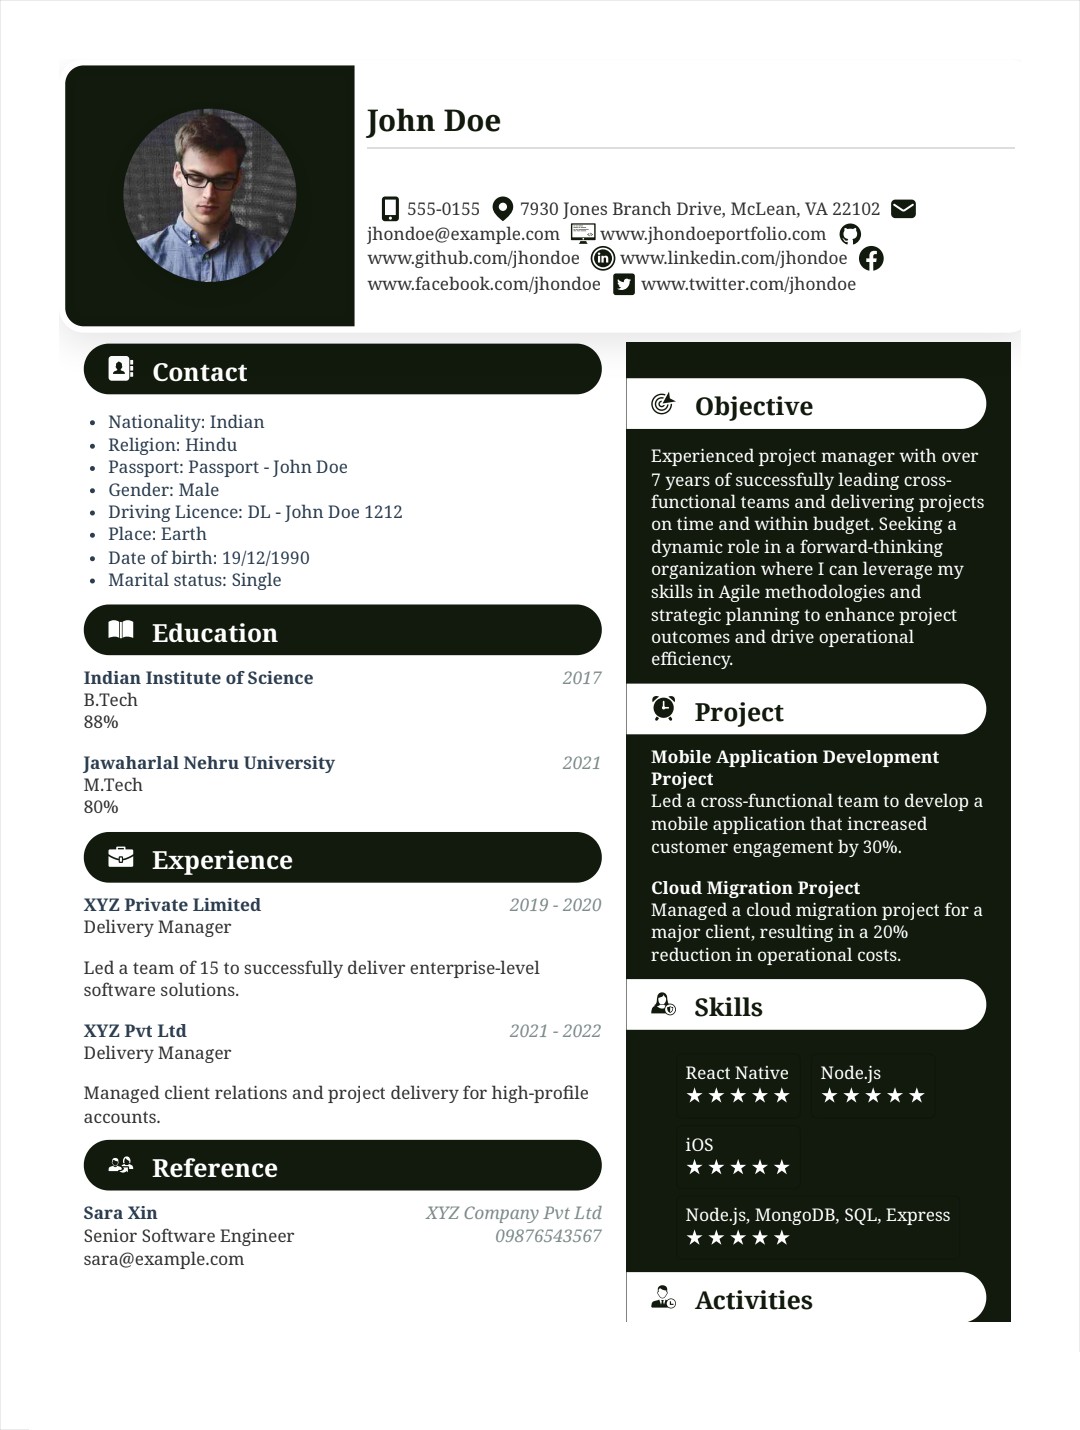 John Doe
555-0155 7930 Jones Branch Drive, McLean, VA 22102
jhondoe@example.com www.jhondoeportfolio.com
www.github.com/jhondoe www.linkedin.com/jhondoe
www.facebook.com/jhondoe www.twitter.com/jhondoe
Contact
• Nationality: Indian
• Religion: Hindu
• Passport: Passport - John Doe
• Gender: Male
• Driving Licence: DL - John Doe 1212
• Place: Earth
• Date of birth: 19/12/1990
• Marital status: Single
Education
Indian Institute of Science 2017
B.Tech
88%
Jawaharlal Nehru University 2021
M.Tech
80%
Experience
XYZ Private Limited 2019 - 2020
Delivery Manager
Led a team of 15 to successfully deliver enterprise-level
software solutions.
XYZ Pvt Ltd 2021 - 2022
Delivery Manager
Managed client relations and project delivery for high-profile
accounts.
Reference
Sara Xin XYZ Company Pvt Ltd
Senior Software Engineer 09876543567
sara@example.com
Objective
Experienced project manager with over
7 years of successfully leading cross-
functional teams and delivering projects
on time and within budget. Seeking a
dynamic role in a forward-thinking
organization where I can leverage my
skills in Agile methodologies and
strategic planning to enhance project
outcomes and drive operational
efficiency.
Project
Mobile Application Development
Project
Led a cross-functional team to develop a
mobile application that increased
customer engagement by 30%.
Cloud Migration Project
Managed a cloud migration project for a
major client, resulting in a 20%
reduction in operational costs.
Skills
React Native Node.js
★★★★★ ★★★★★
iOS
★★★★★
Node.js, MongoDB, SQL, Express
★★★★★
Activities